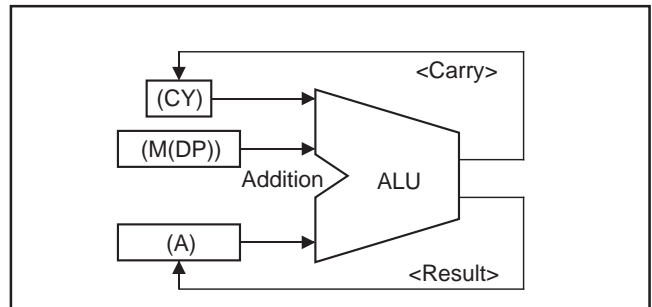 <Carry>
(CY)
(M(DP))
Addition
ALU
(A)
<Result>